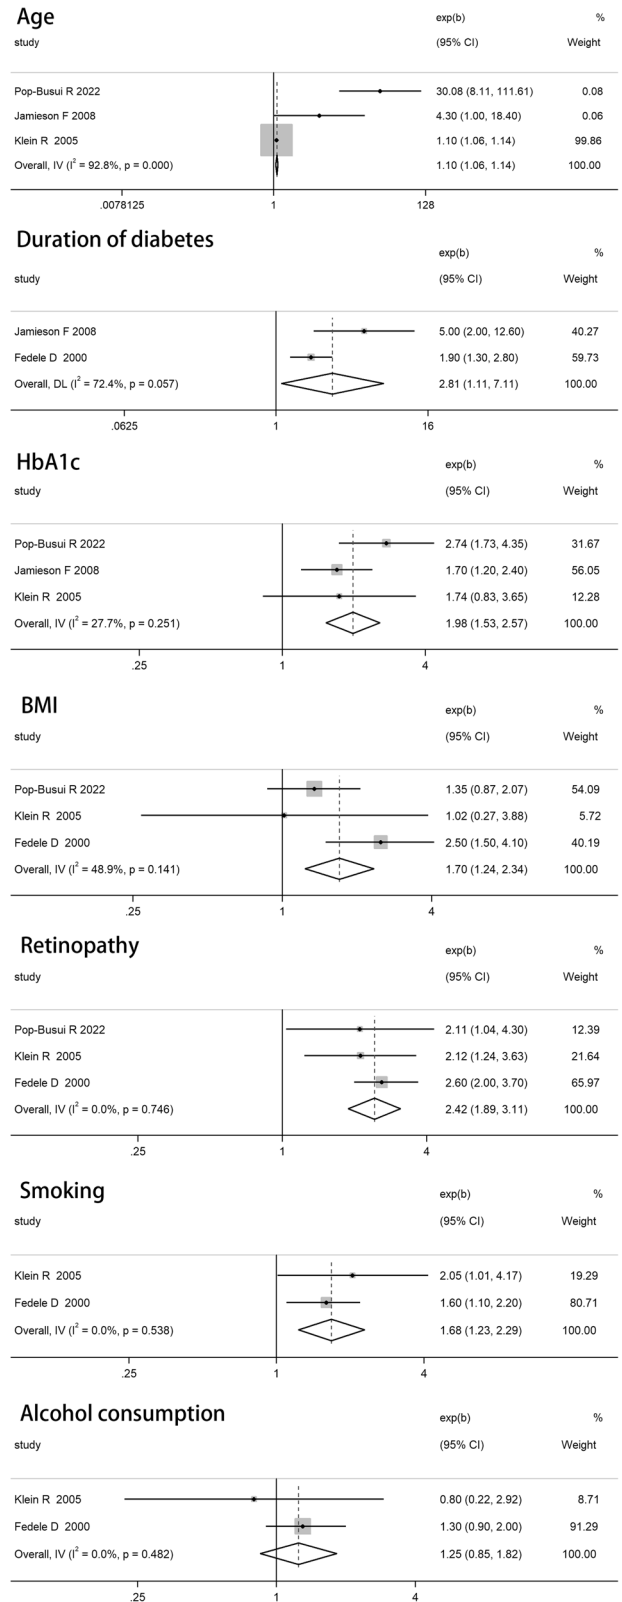 Age
exp(b) %
study (95% CI) Weight
Pop-Busui R 2022 30.08 (8.11, 111.61) 0.08
Jamieson F 2008 4.30 (1.00, 18.40) 0.06
Klein R 2005 1.10 (1.06, 1.14) 99.86
Overall, IV (I² = 92.8%, p = 0.000) 1.10 (1.06, 1.14) 100.00
.0078125 1 128
Duration of diabetes
exp(b) %
study (95% CI) Weight
Jamieson F 2008 5.00 (2.00, 12.60) 40.27
Fedele D 2000 1.90 (1.30, 2.80) 59.73
Overall, DL (I² = 72.4%, p = 0.057) 2.81 (1.11, 7.11) 100.00
.0625 1 16
HbA1c
exp(b) %
study (95% CI) Weight
Pop-Busui R 2022 2.74 (1.73, 4.35) 31.67
Jamieson F 2008 1.70 (1.20, 2.40) 56.05
Klein R 2005 1.74 (0.83, 3.65) 12.28
Overall, IV (I² = 27.7%, p = 0.251) 1.98 (1.53, 2.57) 100.00
.25 1 4
BMI
exp(b) %
study (95% CI) Weight
Pop-Busui R 2022 1.35 (0.87, 2.07) 54.09
Klein R 2005 1.02 (0.27, 3.88) 5.72
Fedele D 2000 2.50 (1.50, 4.10) 40.19
Overall, IV (I² = 48.9%, p = 0.141) 1.70 (1.24, 2.34) 100.00
.25 1 4
Retinopathy
exp(b) %
study (95% CI) Weight
Pop-Busui R 2022 2.11 (1.04, 4.30) 12.39
Klein R 2005 2.12 (1.24, 3.63) 21.64
Fedele D 2000 2.60 (2.00, 3.70) 65.97
Overall, IV (I² = 0.0%, p = 0.746) 2.42 (1.89, 3.11) 100.00
.25 1 4
Smoking
exp(b) %
study (95% CI) Weight
Klein R 2005 2.05 (1.01, 4.17) 19.29
Fedele D 2000 1.60 (1.10, 2.20) 80.71
Overall, IV (I² = 0.0%, p = 0.538) 1.68 (1.23, 2.29) 100.00
.25 1 4
Alcohol consumption
exp(b) %
study (95% CI) Weight
Klein R 2005 0.80 (0.22, 2.92) 8.71
Fedele D 2000 1.30 (0.90, 2.00) 91.29
Overall, IV (I² = 0.0%, p = 0.482) 1.25 (0.85, 1.82) 100.00
.25 1 4